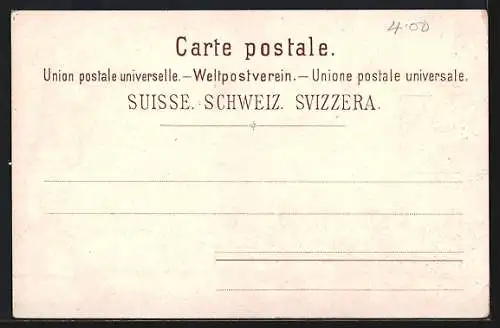 4.00
Carte postale.
Union postale universelle.—Weltpostverein.—Unione postale universale.
SUISSE. SCHWEIZ. SVIZZERA.